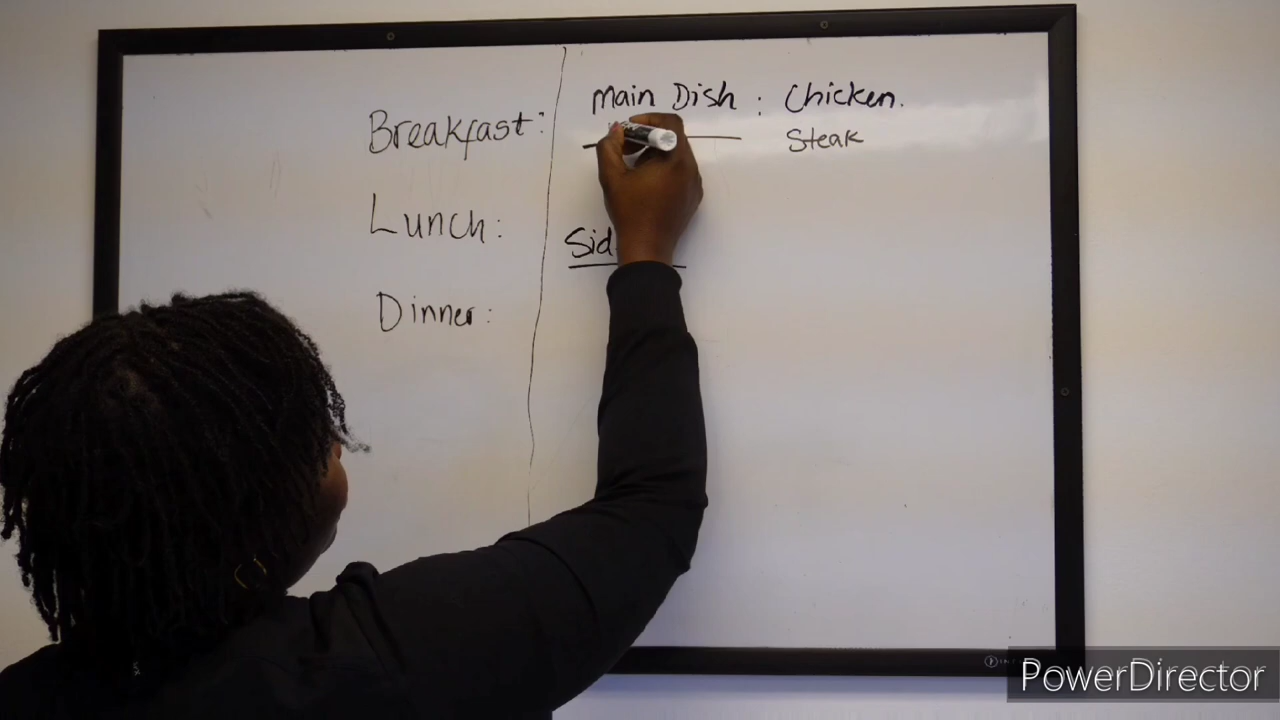 Breakfast:
Lunch:
Dinner:
Main Dish : Chicken.
Steak
PowerDirector